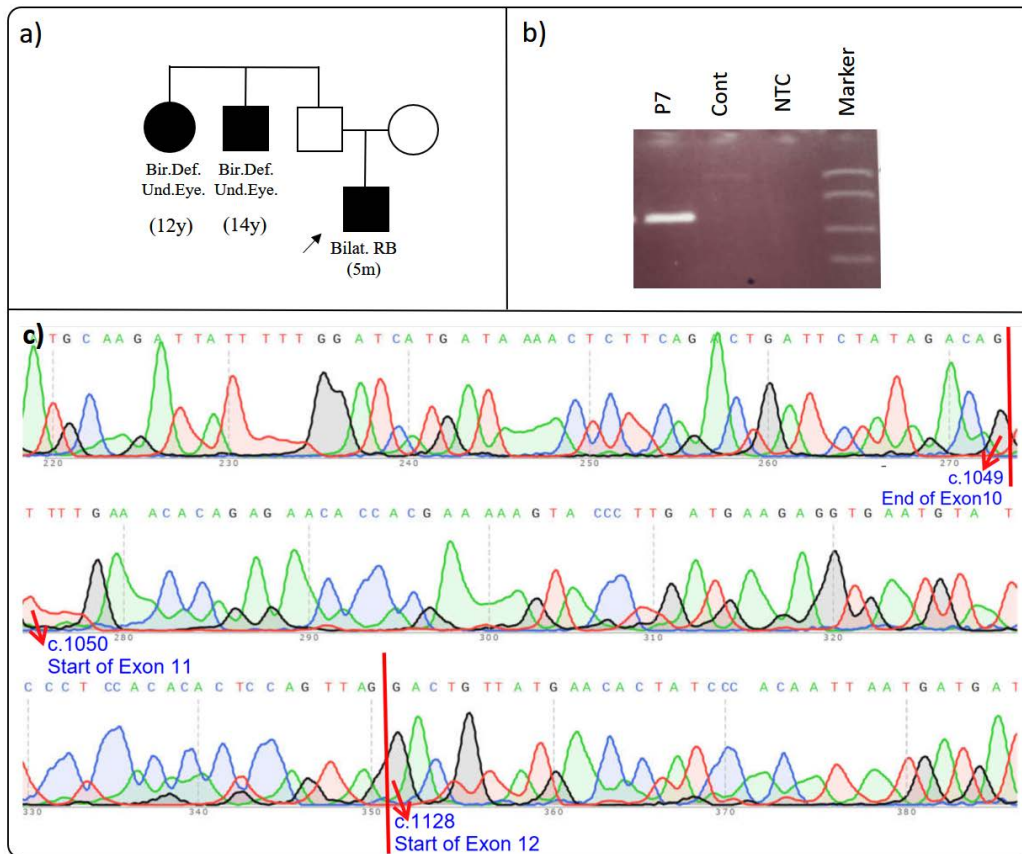 a)
Bir.Def.
Und.Eye.
(12y)
Bir.Def.
Und.Eye.
(14y)
Bilat. RB
(5m)
b)
P7
Cont
NTC
Marker
c)
A T G C A A G A T T A T T T T T G G A T C A T G A T A A A A C T C T T C A G A C T G A T T C T A T A G A C A G
220 230 240 250 260 270
c.1049
End of Exon10
T T T T G A A A C A C A G A G A A C A C C A C G A A A A A G T A C C C T T G A T G A A G A G G T G A A T G T A T
280 290 300 310 320
c.1050
Start of Exon 11
C C C T C C A C A C A C T C C A G T T A G G A C T G T T A T G A A C A C T A T C C C A C A A T T A A T G A T G A T
330 340 350 360 370 380
c.1128
Start of Exon 12